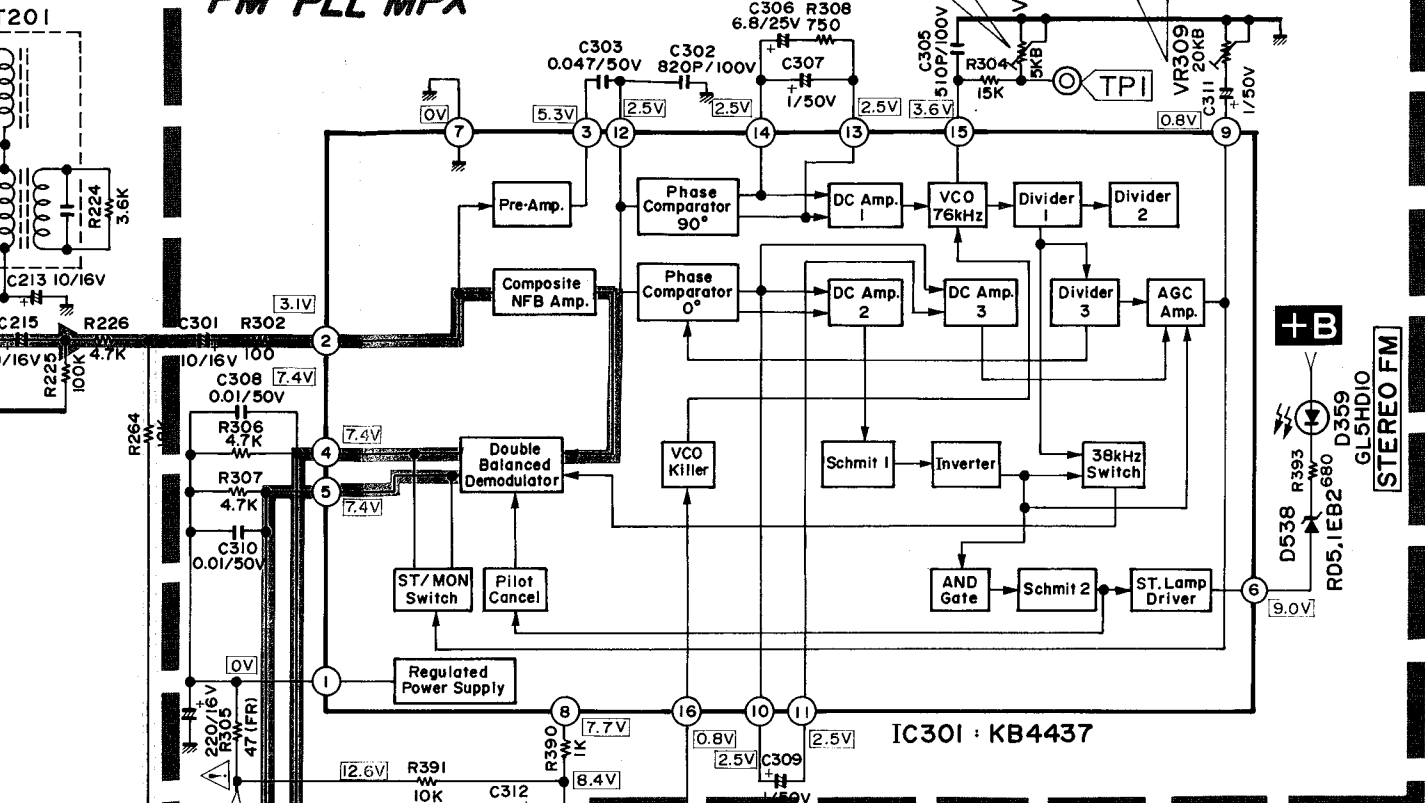 T201
FM PLL MPX
C306
6.8/25V
R308
750
C307
1/50V
C303
0.047/50V
C302
820P/100V
C305
510P/100V
R304
15K
5KB
TP1
VR309
20KB
C311
1/50V
0V
5.3V
2.5V
2.5V
2.5V
3.6V
0.8V
7
3
12
14
13
15
9
R224
3.6K
Pre-Amp.
Phase
Comparator
90°
DC Amp.
1
VCO
76kHz
Divider
1
Divider
2
C213 10/16V
Composite
NFB Amp.
Phase
Comparator
0°
DC Amp.
2
DC Amp.
3
Divider
3
AGC
Amp.
3.1V
C215
R226
4.7K
C301
10/16V
R302
100
2
R225
100K
+B
7.4V
C308
0.01/50V
R306
4.7K
R264
7.4V
4
R307
4.7K
5
7.4V
C310
0.01/50V
Double
Balanced
Demodulator
VCO
Killer
Schmit 1
Inverter
38kHz
Switch
D359
GL5HD10
STEREO FM
R393
680
D538
RD5.1EB2
ST/MON
Switch
Pilot
Cancel
AND
Gate
Schmit 2
ST. Lamp
Driver
6
9.0V
0V
1
Regulated
Power Supply
220/16V
R305
47(FR)
8
7.7V
16
0.8V
10
2.5V
11
2.5V
IC301 : KB4437
R390
1K
C309
1/50V
12.6V
R391
10K
8.4V
C312